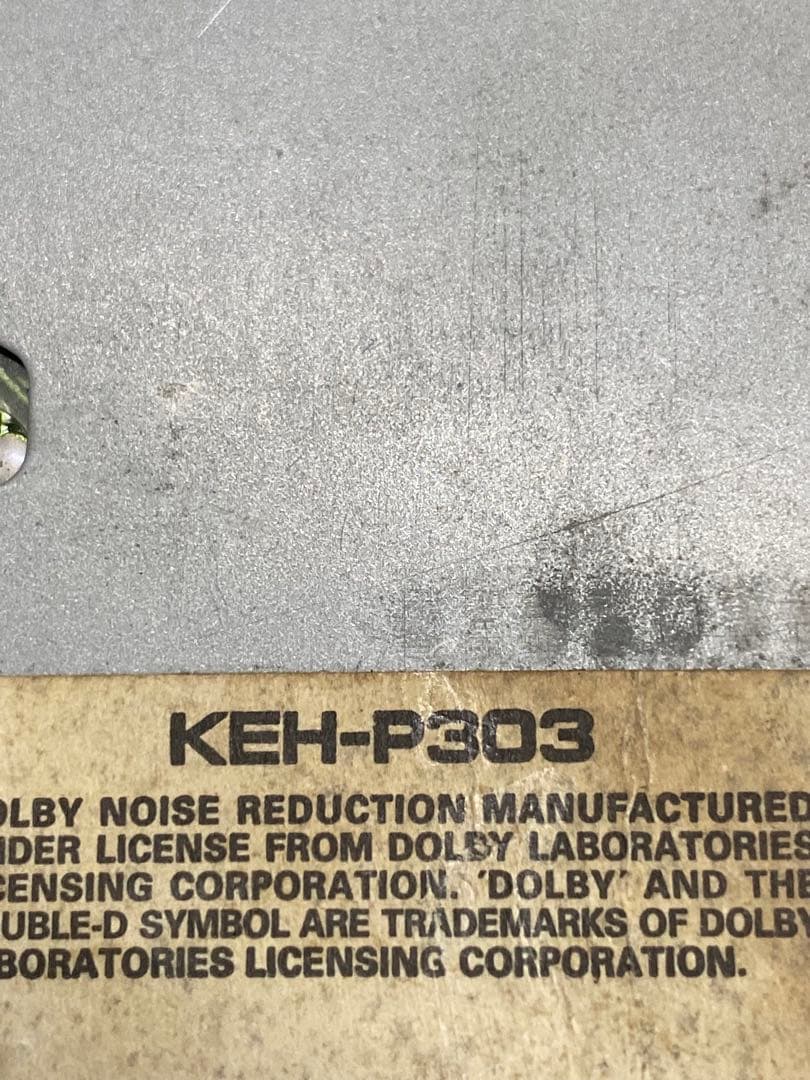 KEH-P303
OLBY NOISE REDUCTION MANUFACTURED
DER LICENSE FROM DOLBY LABORATORIES
CENSING CORPORATION. 'DOLBY' AND THE
UBLE-D SYMBOL ARE TRADEMARKS OF DOLBY
BORATORIES LICENSING CORPORATION.